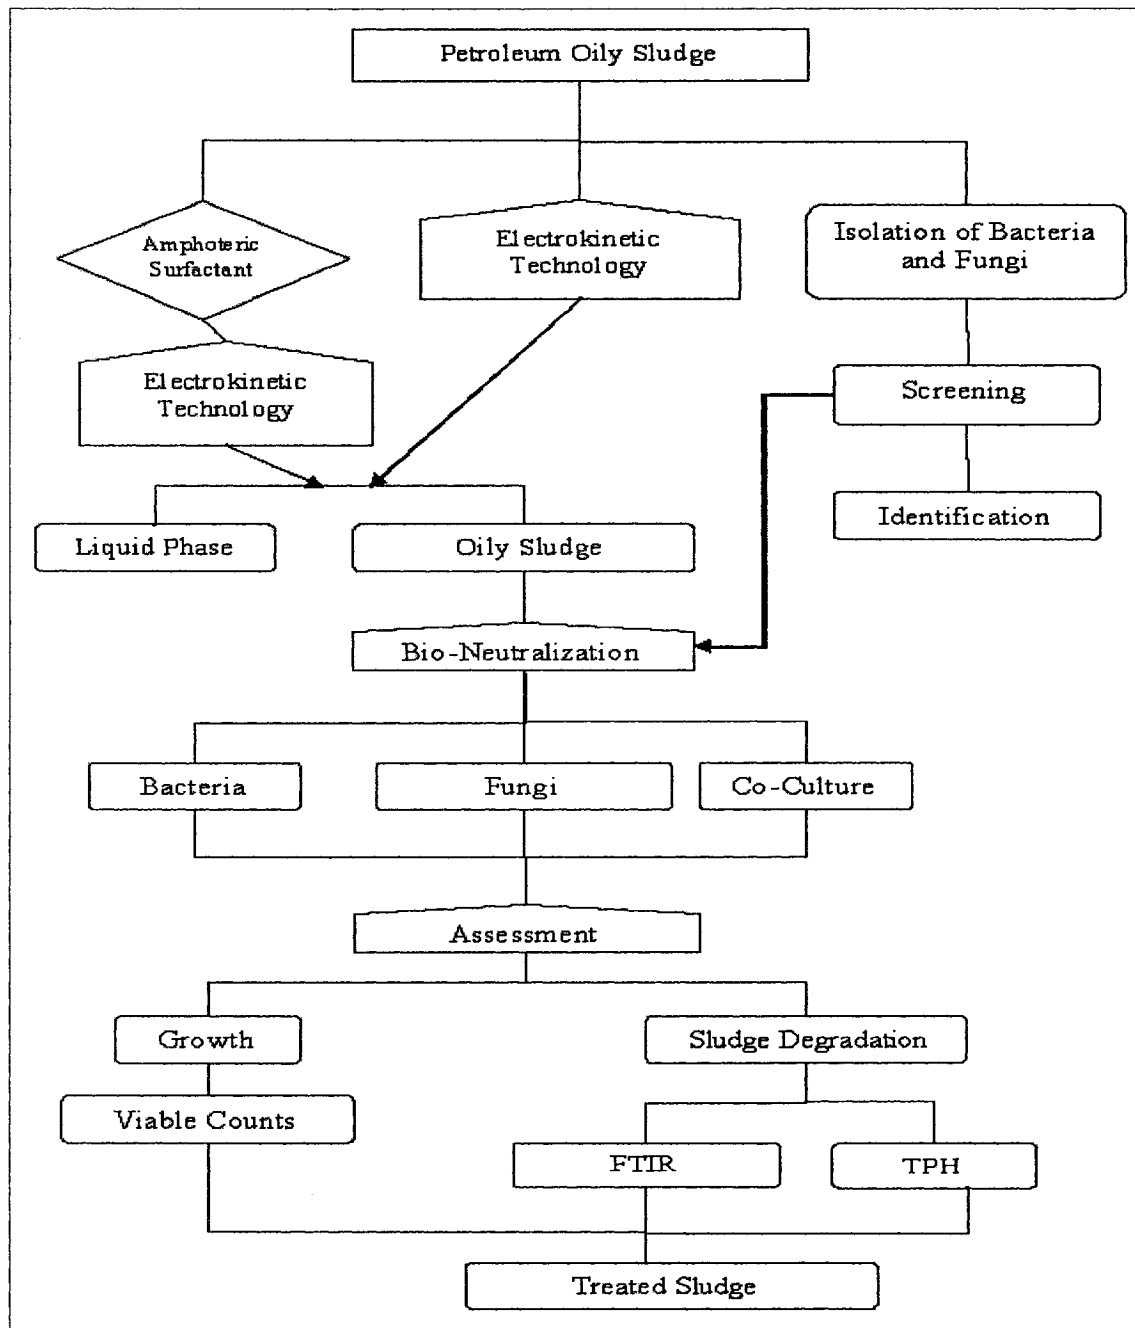 Petroleum Oily Sludge
Amphoteric
Surfactant
Electrokinetic
Technology
Isolation of Bacteria
and Fungi
Electrokinetic
Technology
Screening
Identification
Liquid Phase
Oily Sludge
Bio-Neutralization
Bacteria
Fungi
Co-Culture
Assessment
Growth
Sludge Degradation
Viable Counts
FTIR
TPH
Treated Sludge